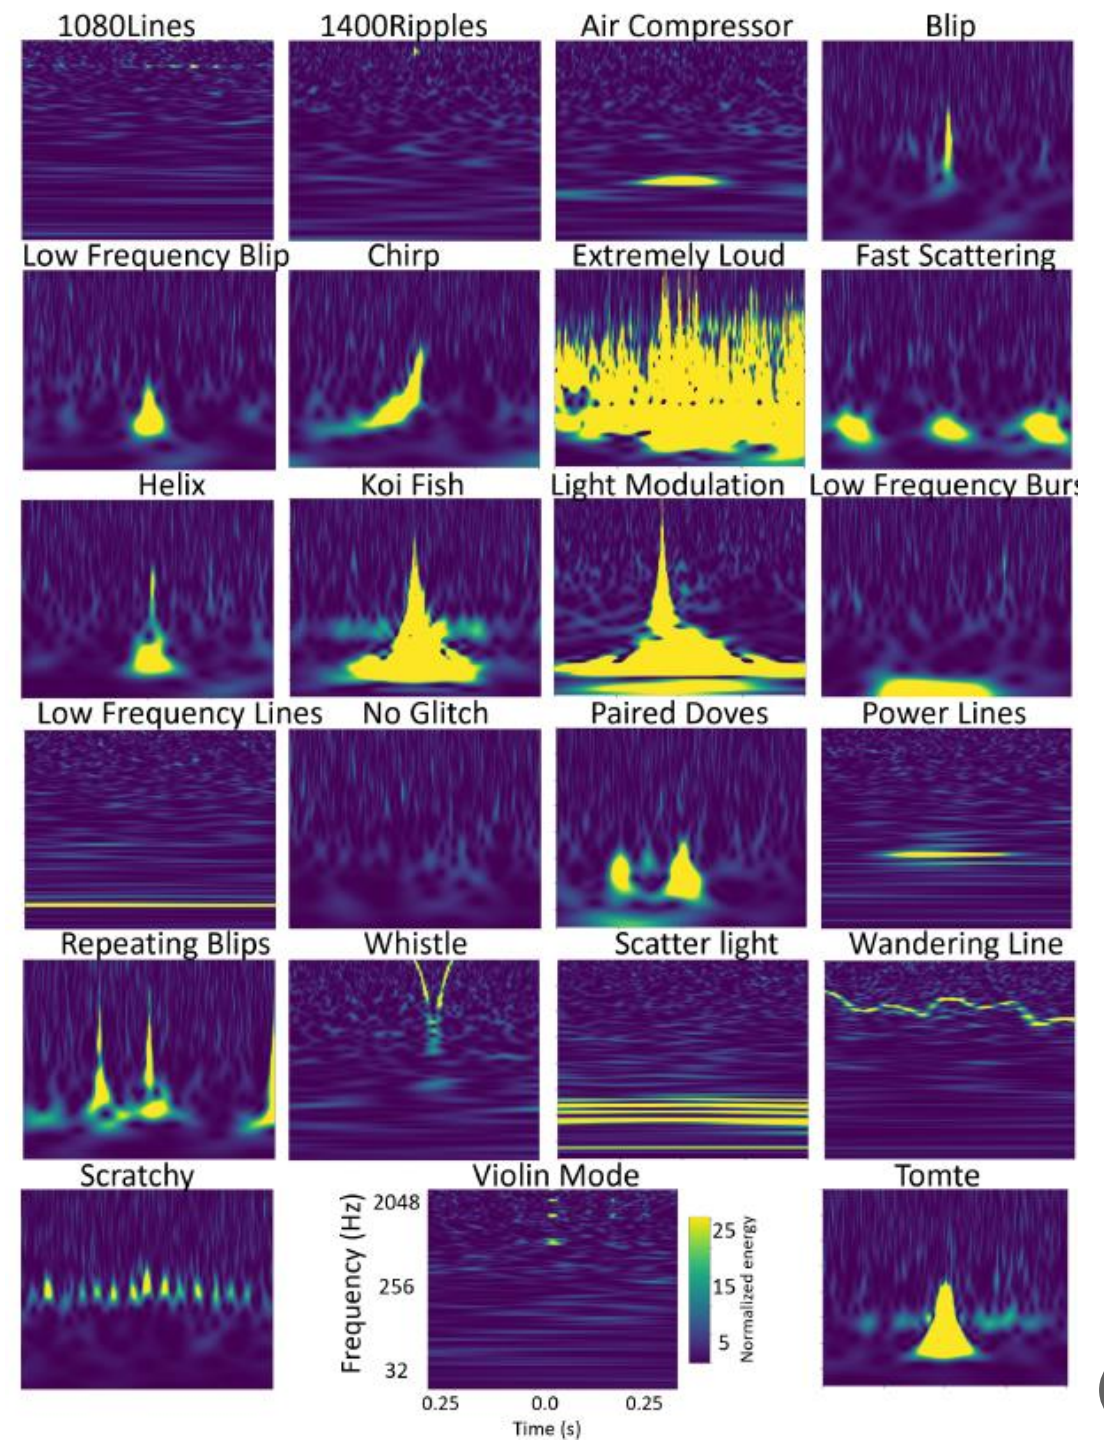 1080Lines
1400Ripples
Air Compressor
Blip
Low Frequency Blip
Chirp
Extremely Loud
Fast Scattering
Helix
Koi Fish
Light Modulation
Low Frequency Burs
Low Frequency Lines
No Glitch
Paired Doves
Power Lines
Repeating Blips
Whistle
Scatter light
Wandering Line
Scratchy
Violin Mode
Tomte
Frequency (Hz)
2048
256
32
25
15
5
Normalized energy
0.25
0.0
0.25
Time (s)